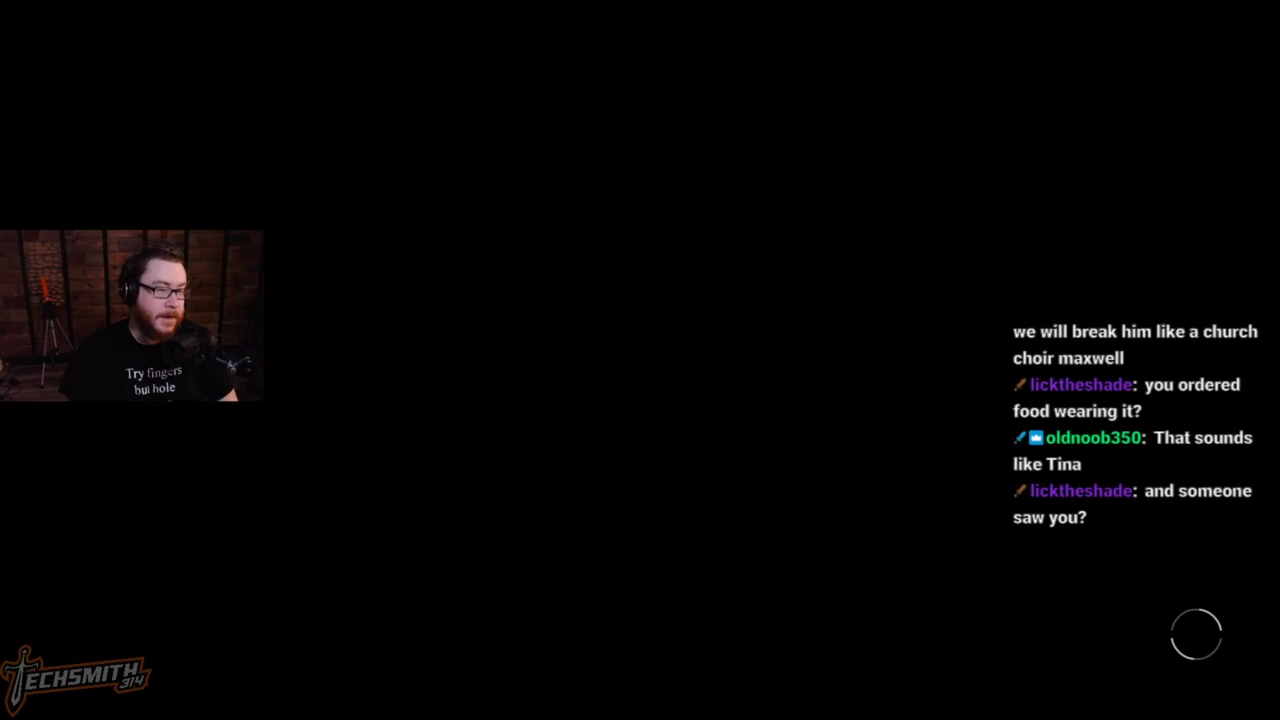 Try fingers
but hole
we will break him like a church
choir maxwell
licktheshade: you ordered
food wearing it?
oldnoob350: That sounds
like Tina
licktheshade: and someone
saw you?
TECHSMITH
314